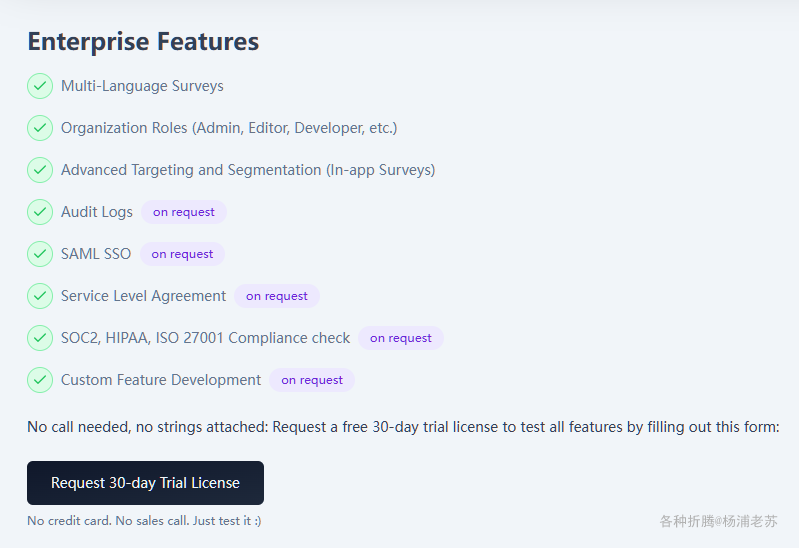 Enterprise Features
Multi-Language Surveys
Organization Roles (Admin, Editor, Developer, etc.)
Advanced Targeting and Segmentation (In-app Surveys)
Audit Logs on request
SAML SSO on request
Service Level Agreement on request
SOC2, HIPAA, ISO 27001 Compliance check on request
Custom Feature Development on request
No call needed, no strings attached: Request a free 30-day trial license to test all features by filling out this form:
Request 30-day Trial License
No credit card. No sales call. Just test it :)
各种折腾@杨浦老苏